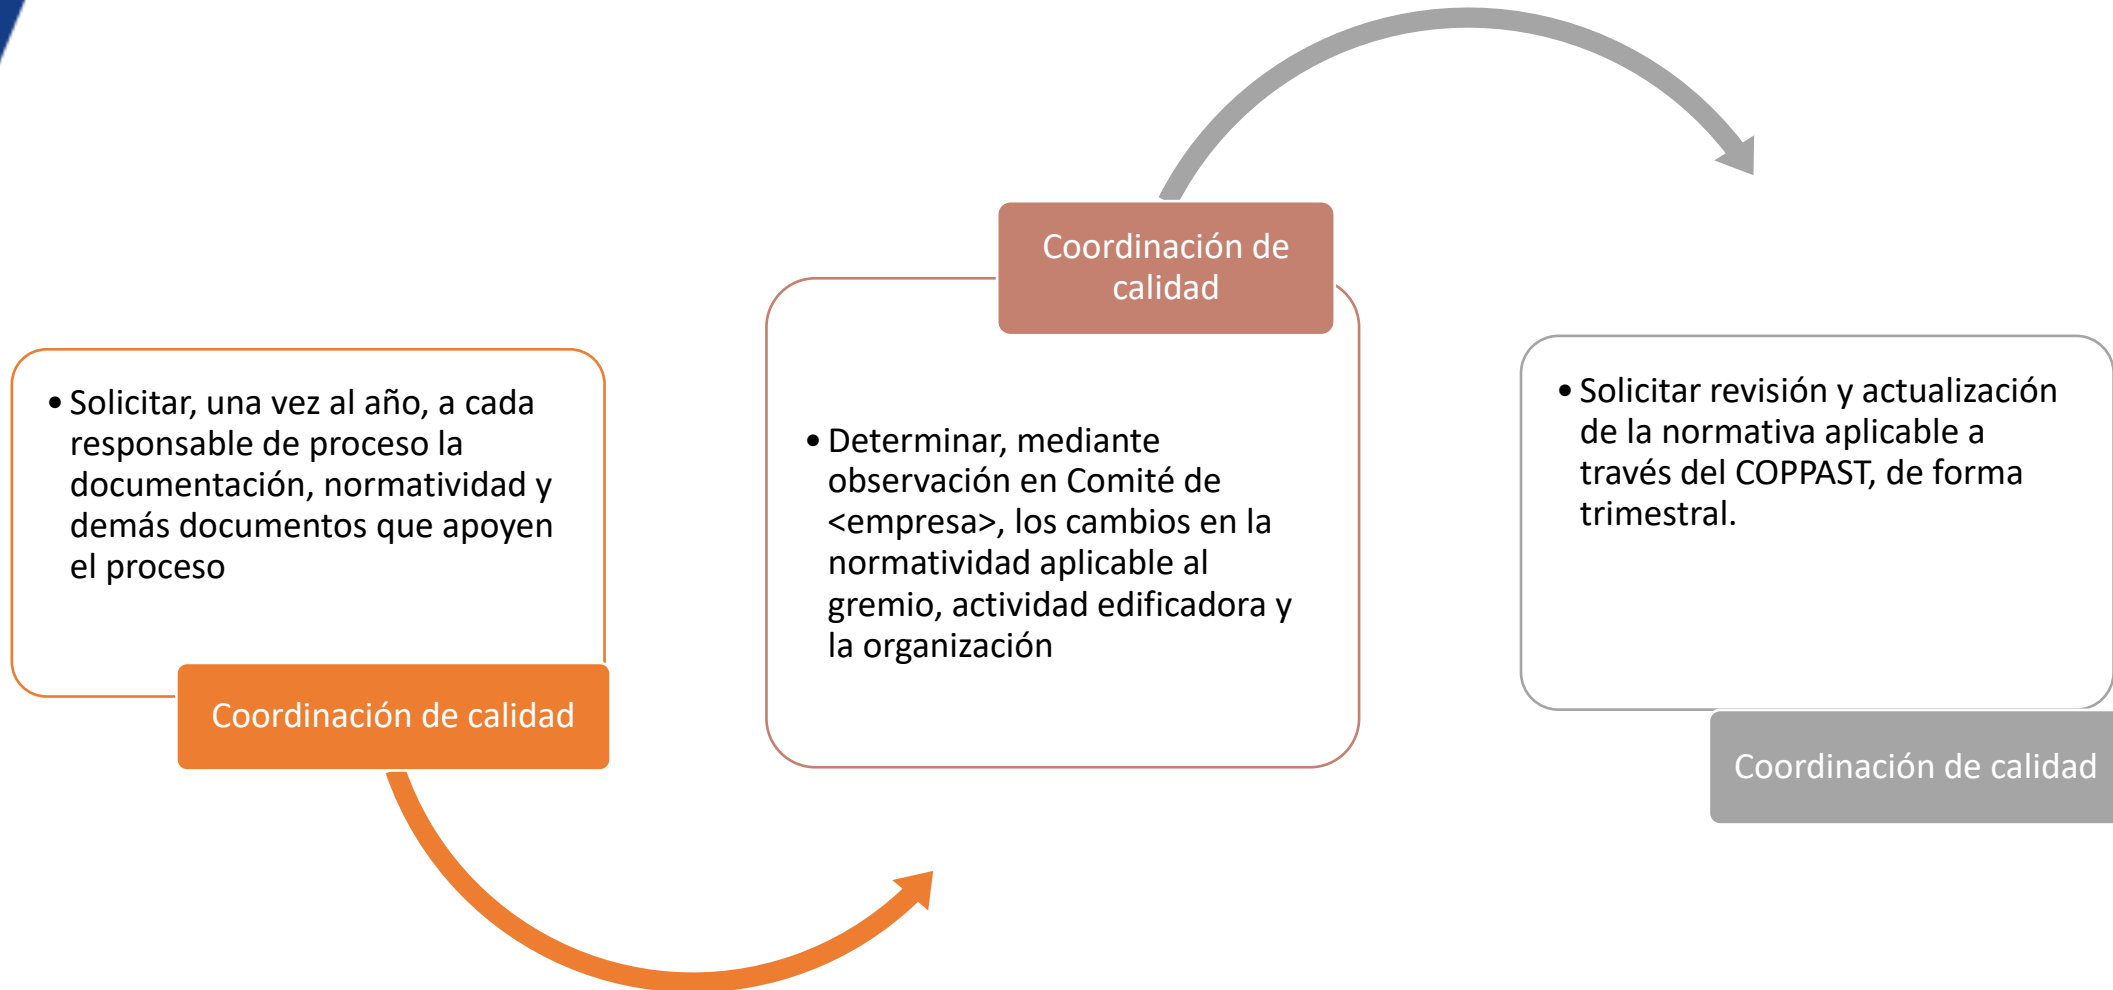 • Solicitar, una vez al año, a cada
responsable de proceso la
documentación, normatividad y
demás documentos que apoyen
el proceso
Coordinación de calidad
Coordinación de
calidad
• Determinar, mediante
observación en Comité de
<empresa>, los cambios en la
normatividad aplicable al
gremio, actividad edificadora y
la organización
• Solicitar revisión y actualización
de la normativa aplicable a
través del COPPAST, de forma
trimestral.
Coordinación de calidad